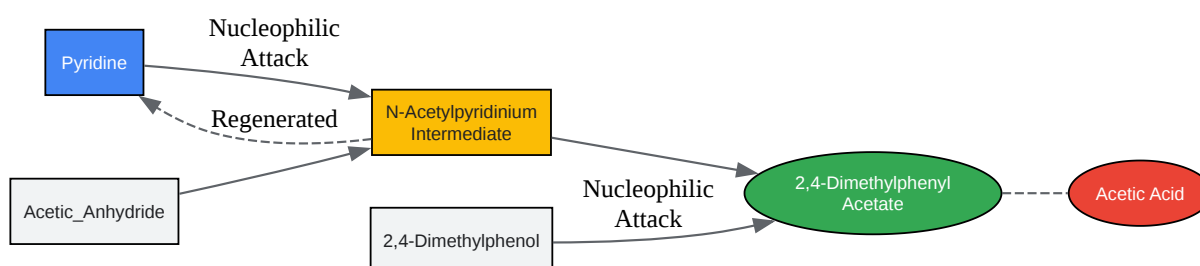 Nucleophilic
Attack
Pyridine
Regenerated
N-Acetylpyridinium
Intermediate
Acetic_Anhydride
Nucleophilic
Attack
2,4-Dimethylphenol
2,4-Dimethylphenyl
Acetate
Acetic Acid